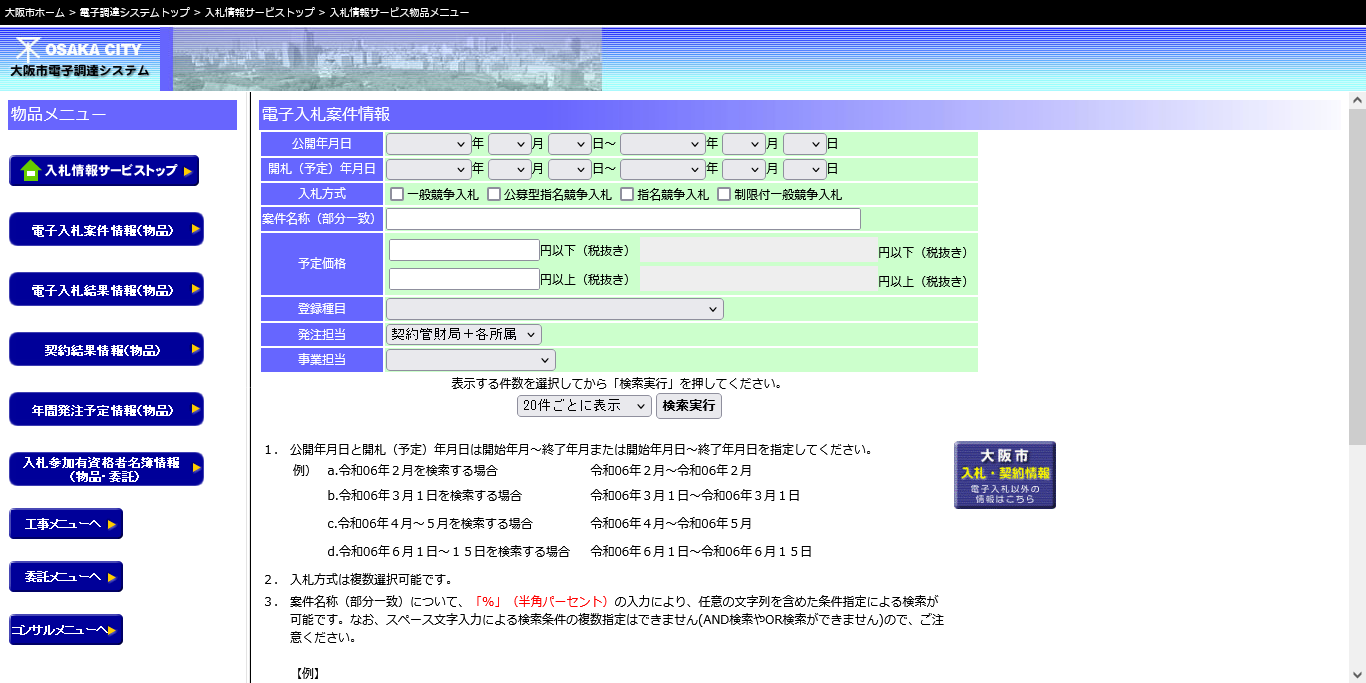 大阪市ホーム > 電子調達システムトップ > 入札情報サービストップ > 入札情報サービス物品メニュー
OSAKA CITY
大阪市電子調達システム
物品メニュー
入札情報サービストップ
電子入札案件情報(物品)
電子入札結果情報(物品)
契約結果情報(物品)
年間発注予定情報(物品)
入札参加有資格者名簿情報
(物品・委託)
工事メニューへ
委託メニューへ
コンサルメニューへ
電子入札案件情報
公開年月日 年 月 日～ 年 月 日
開札（予定）年月日 年 月 日～ 年 月 日
入札方式 一般競争入札 公募型指名競争入札 指名競争入札 制限付一般競争入札
案件名称（部分一致）
予定価格
円以下（税抜き） 円以下（税抜き）
円以上（税抜き） 円以上（税抜き）
登録種目
発注担当 契約管財局＋各所属
事業担当
表示する件数を選択してから「検索実行」を押してください。
20件ごとに表示 検索実行
1． 公開年月日と開札（予定）年月日は開始年月～終了年月または開始年月日～終了年月日を指定してください。
例） a.令和06年２月を検索する場合 令和06年２月～令和06年２月
b.令和06年３月１日を検索する場合 令和06年３月１日～令和06年３月１日
c.令和06年４月～５月を検索する場合 令和06年４月～令和06年５月
d.令和06年６月１日～１５日を検索する場合 令和06年６月１日～令和06年６月１５日
2． 入札方式は複数選択可能です。
3． 案件名称（部分一致）について、「%」（半角パーセント）の入力により、任意の文字列を含めた条件指定による検索が
可能です。なお、スペース文字入力による検索条件の複数指定はできません(AND検索やOR検索ができません)ので、ご注
意ください。
【例】
大阪市
入札・契約情報
電子入札以外の
情報はこちら